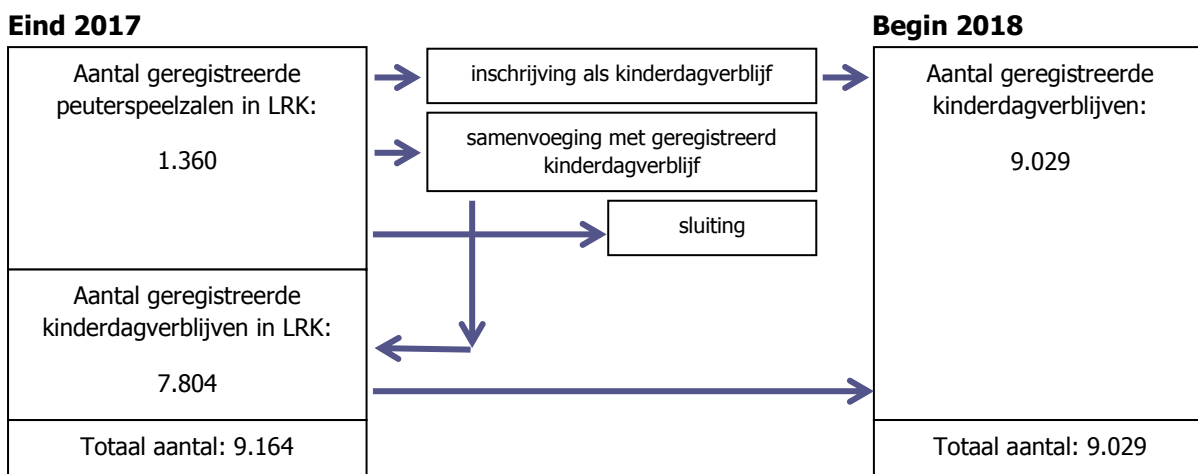 Eind 2017
Begin 2018
Aantal geregistreerde
peuterspeelzalen in LRK:
1.360
inschrijving als kinderdagverblijf
samenvoeging met geregistreerd
kinderdagverblijf
sluiting
Aantal geregistreerde
kinderdagverblijven:
9.029
Aantal geregistreerde
kinderdagverblijven in LRK:
7.804
Totaal aantal: 9.164
Totaal aantal: 9.029